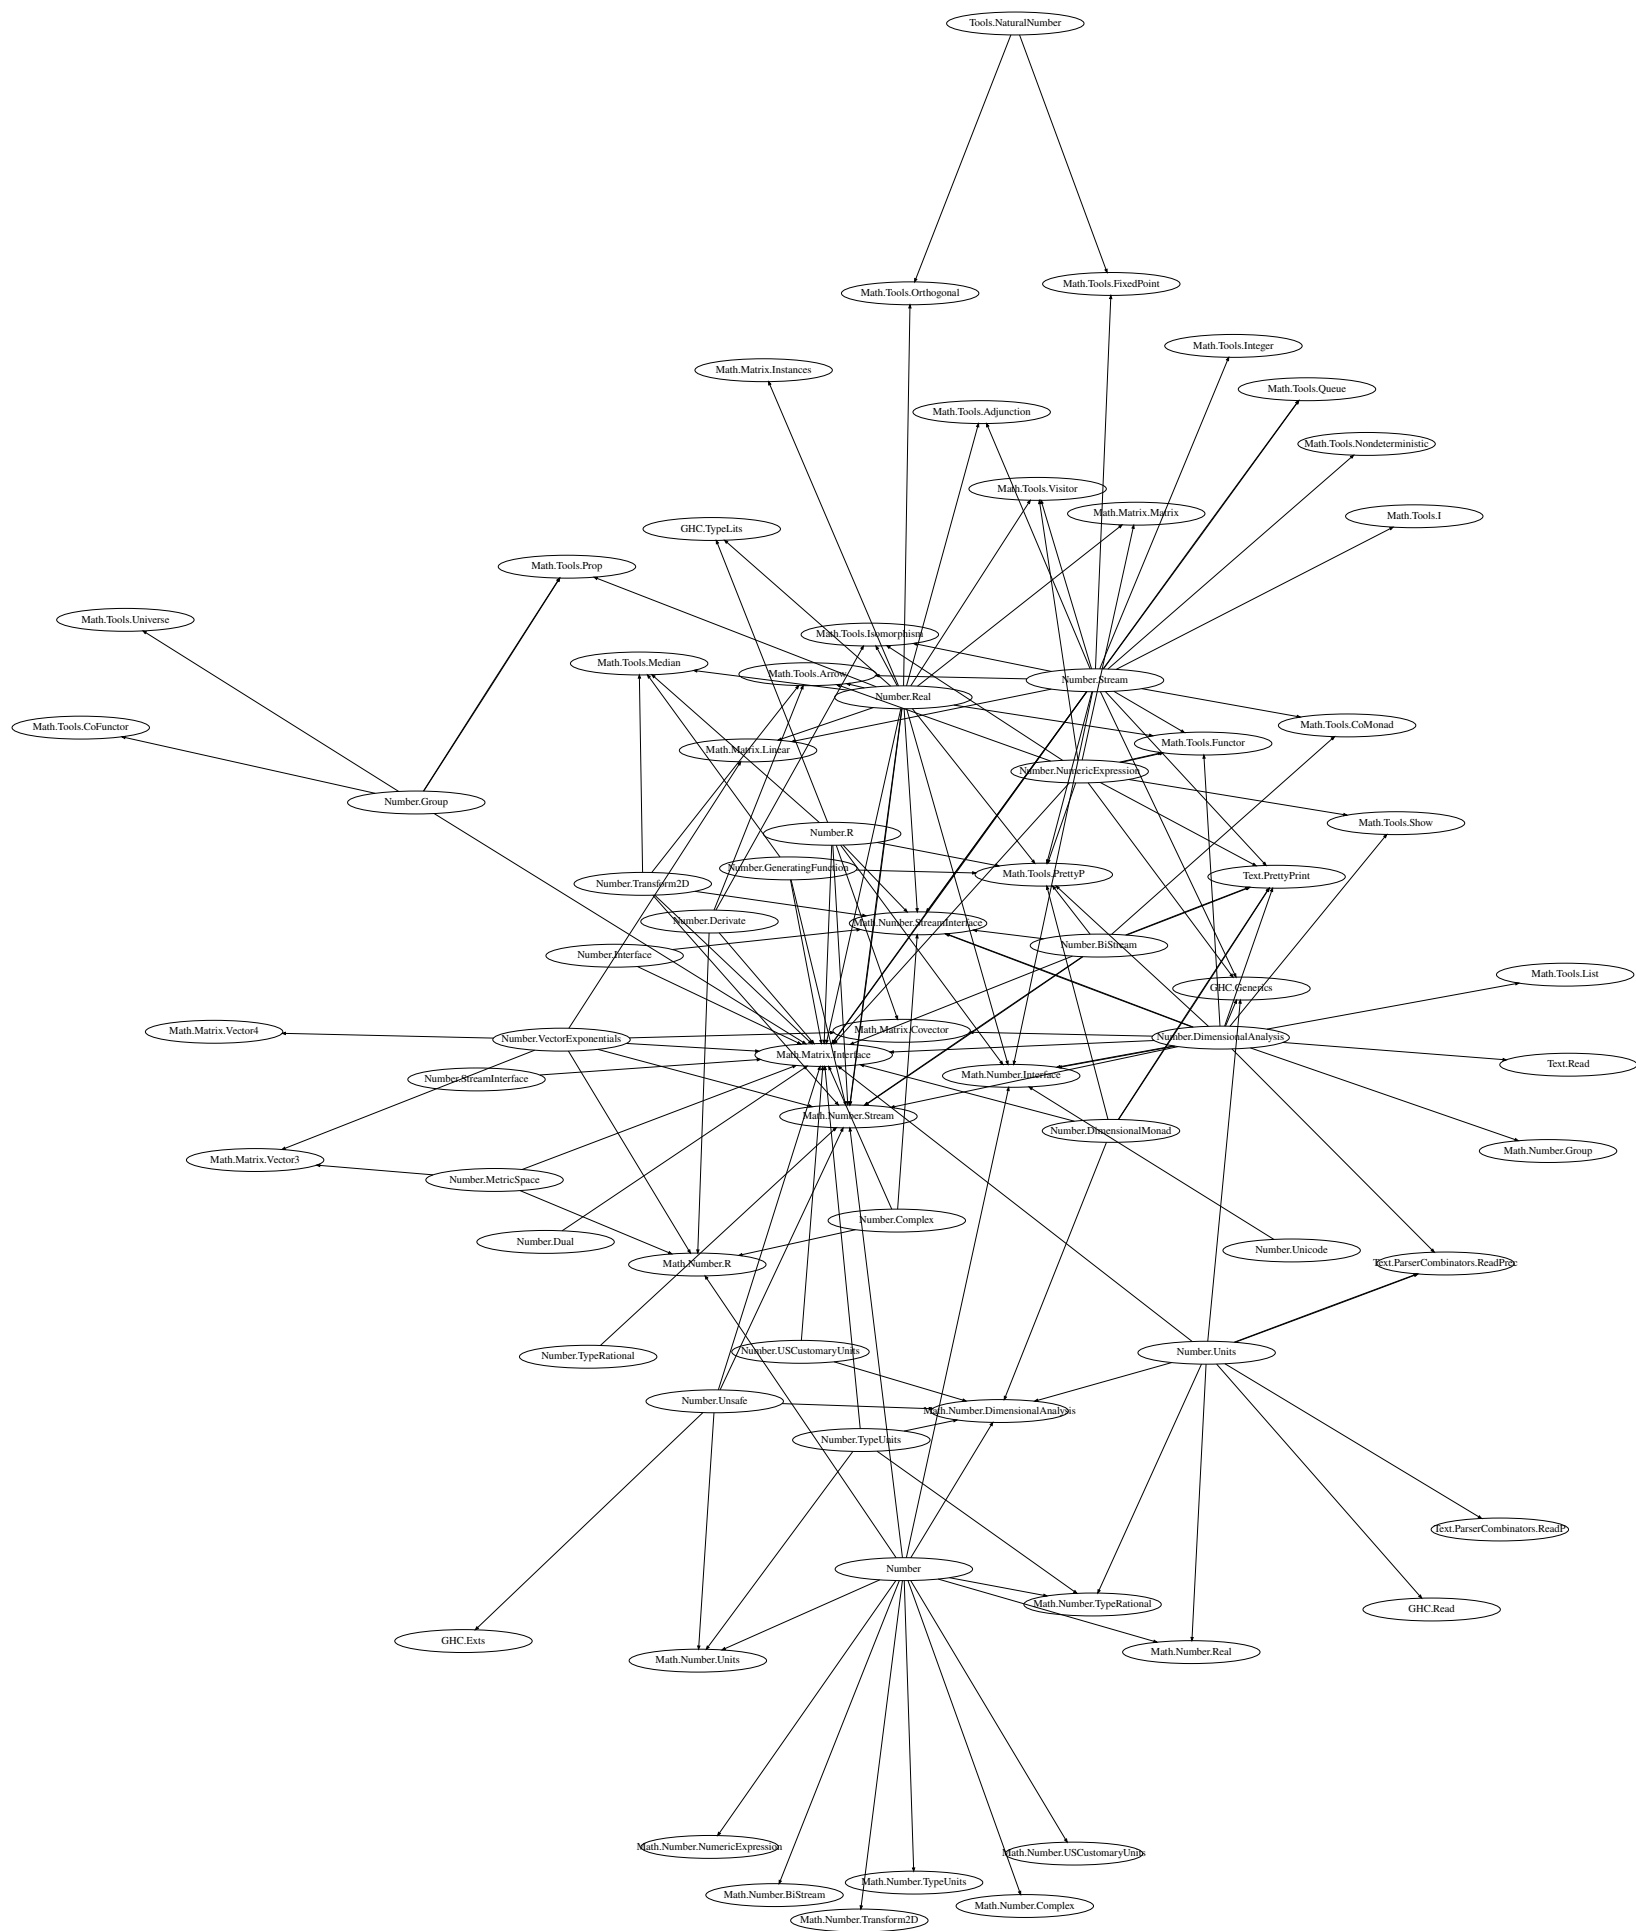 Tools.NaturalNumber
Math.Tools.FixedPoint
Math.Tools.Orthogonal
Math.Tools.Integer
Math.Matrix.Instances
Math.Tools.Queue
Math.Tools.Adjunction
Math.Tools.Nondeterministic
Math.Tools.Visitor
Math.Matrix.Matrix
Math.Tools.I
GHC.TypeLits
Math.Tools.Prop
Math.Tools.Universe
Math.Tools.Isomorphism
Math.Tools.Median
Math.Tools.Arrow
Number.Stream
Number.Real
Math.Tools.CoFunctor
Math.Tools.CoMonad
Math.Tools.Functor
Math.Matrix.Linear
Number.NumericExpression
Number.Group
Math.Tools.Show
Number.R
Number.GeneratingFunction
Math.Tools.PrettyP
Text.PrettyPrint
Number.Transform2D
Number.Derivate
Math.Number.StreamInterface
Number.BiStream
Number.Interface
Math.Tools.List
GHC.Generics
Math.Matrix.Vector4
Math.Matrix.Covector
Number.VectorExponentials
Number.DimensionalAnalysis
Math.Matrix.Interface
Text.Read
Math.Number.Interface
Number.StreamInterface
Math.Number.Stream
Number.DimensionalMonad
Math.Number.Group
Math.Matrix.Vector3
Number.MetricSpace
Number.Complex
Number.Dual
Number.Unicode
Math.Number.R
Text.ParserCombinators.ReadPrec
Number.USCustomaryUnits
Number.Units
Number.TypeRational
Number.Unsafe
Math.Number.DimensionalAnalysis
Number.TypeUnits
Text.ParserCombinators.ReadP
Number
Math.Number.TypeRational
GHC.Read
GHC.Exts
Math.Number.Real
Math.Number.Units
Math.Number.NumericExpression
Math.Number.USCustomaryUnits
Math.Number.TypeUnits
Math.Number.BiStream
Math.Number.Complex
Math.Number.Transform2D